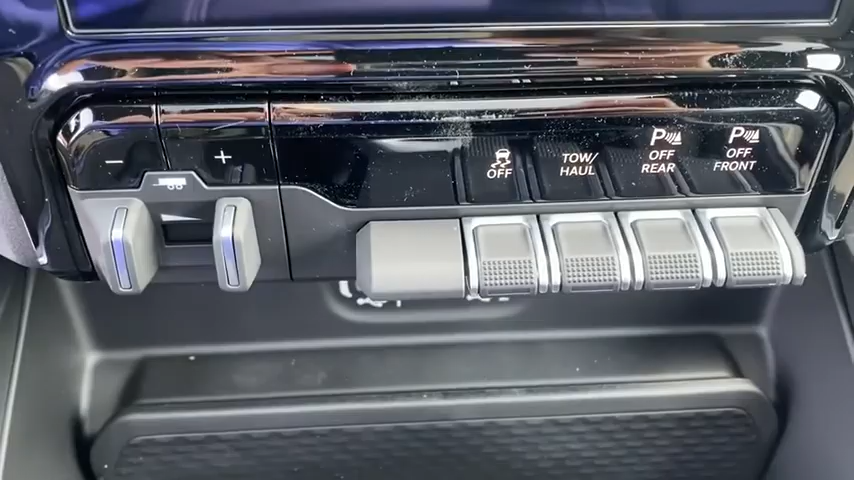 - +
OFF
TOW/
HAUL
P
OFF
REAR
P
OFF
FRONT